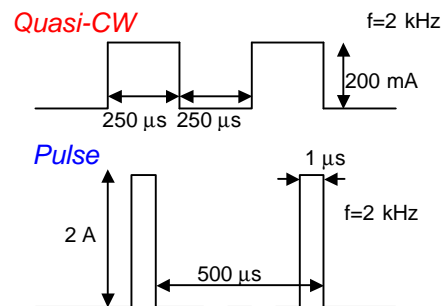 Quasi-CW
f=2 kHz
200 mA
250 μs 250 μs
Pulse
1 μs
2 A
f=2 kHz
500 μs